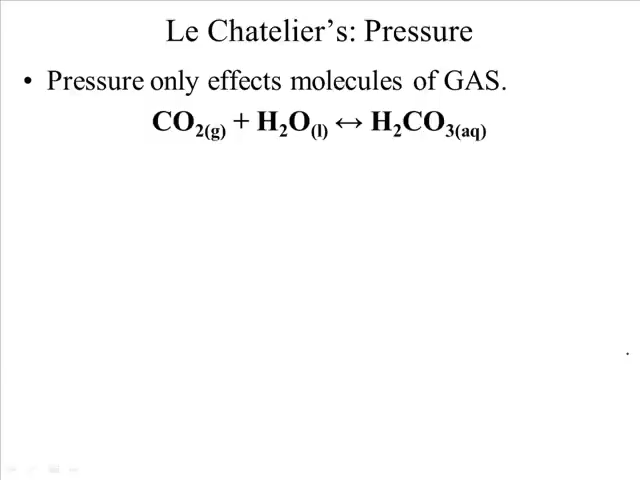 Le Chatelier's: Pressure
• Pressure only effects molecules of GAS.
CO₂(g) + H₂O(l) ↔ H₂CO₃(aq)